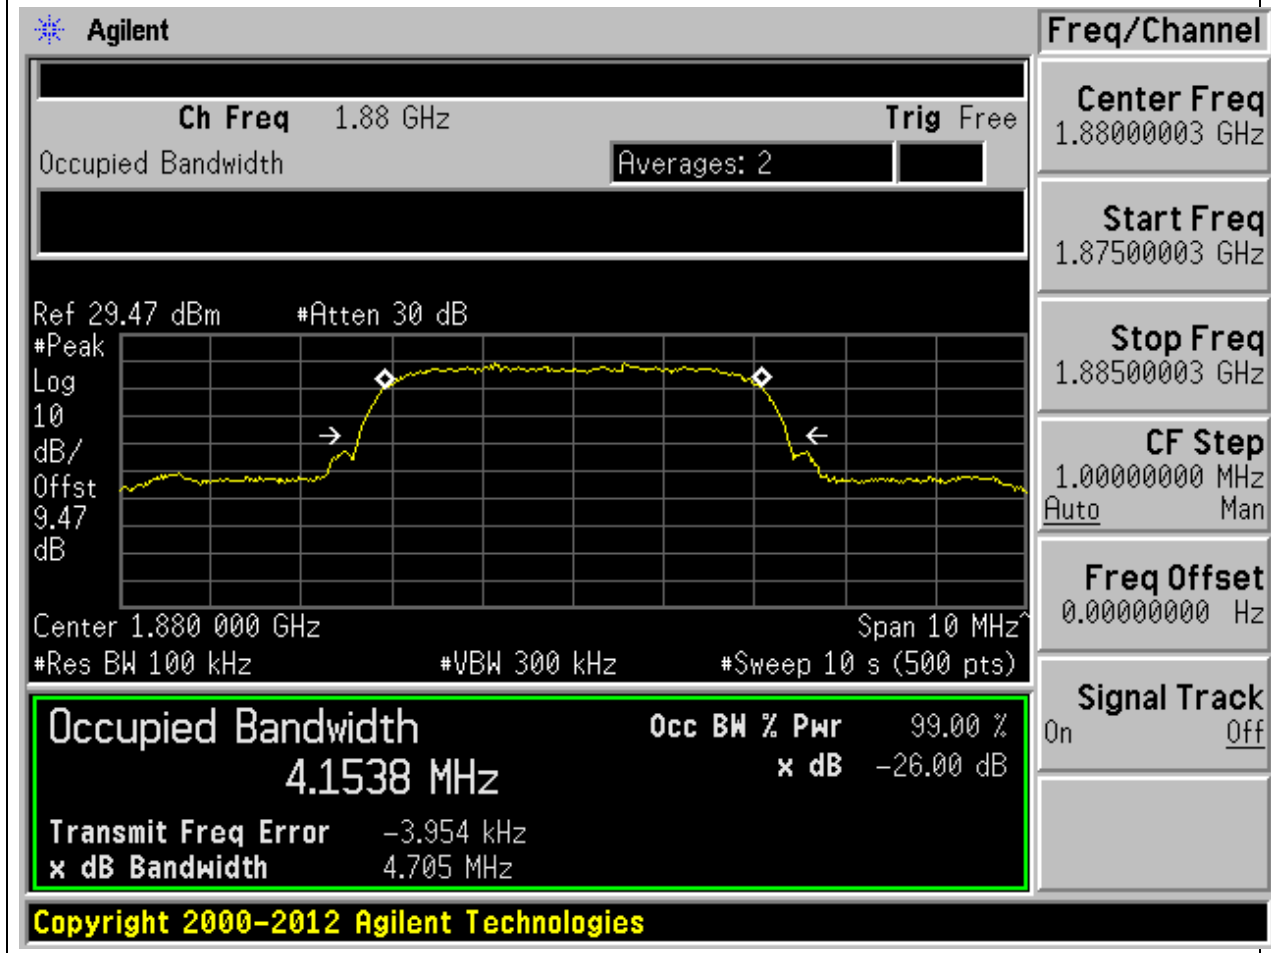 Agilent
Freq/Channel
Ch Freq 1.88 GHz Trig Free
Occupied Bandwidth Averages: 2
Center Freq
1.88000003 GHz
Start Freq
1.87500003 GHz
Stop Freq
1.88500003 GHz
CF Step
1.00000000 MHz
Auto Man
Freq Offset
0.00000000 Hz
Signal Track
On Off
Ref 29.47 dBm #Atten 30 dB
#Peak
Log
10
dB/
Offst
9.47
dB
Center 1.880 000 GHz Span 10 MHz^
#Res BW 100 kHz #VBW 300 kHz #Sweep 10 s (500 pts)
Occupied Bandwidth Occ BW % Pwr 99.00 %
4.1538 MHz x dB -26.00 dB
Transmit Freq Error -3.954 kHz
x dB Bandwidth 4.705 MHz
Copyright 2000-2012 Agilent Technologies